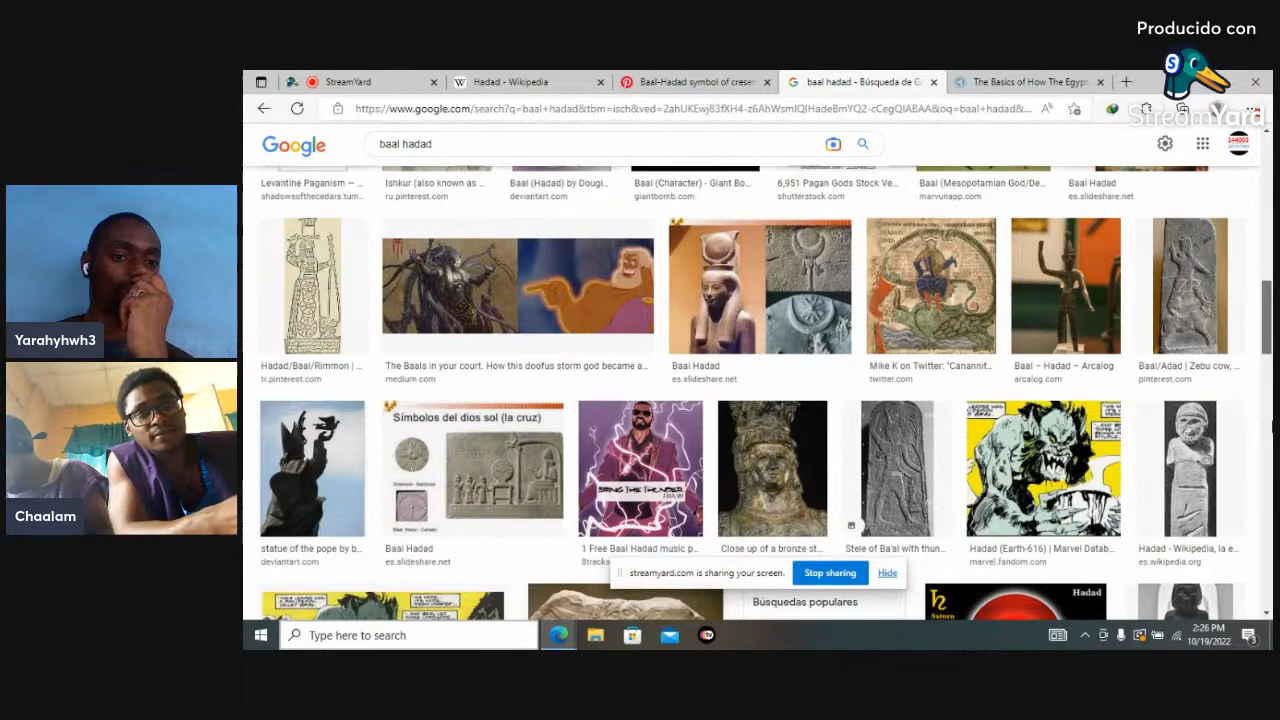 Producido con
StreamYard
StreamYard
Hadad - Wikipedia
Baal-Hadad symbol of cresc
baal hadad - Búsqueda de G
The Basics of How The Egyp
https://www.google.com/search?q=baal+hadad&tbm=isch&ved=2ahUKEwj83fXH4-z6AhWsmIQIHadeBmYQ2-cCegQIABAA&oq=baal+hadad&...
Google
baal hadad
Levantine Paganism — ...
shadowsofthecedars.tum...
Ishkur (also known as ...
ru.pinterest.com
Baal (Hadad) by Dougi...
deviantart.com
Baal (Character) - Giant Bo...
giantbomb.com
6,951 Pagan Gods Stock Ve...
shutterstock.com
Baal (Mesopotamian God/De...
marvunapp.com
Baal Hadad
es.slideshare.net
Hadad/Baal/Rimmon | ...
tr.pinterest.com
The Baals in your court. How this doofus storm god became a...
medium.com
Baal Hadad
es.slideshare.net
Mike K on Twitter: "Canannit...
twitter.com
Baal – Hadad – Arcalog
arcalog.com
Baal/Adad | Zebu cow, ...
pinterest.com
Símbolos del dios sol (la cruz)
BRING THE THUNDER
statue of the pope by b...
deviantart.com
Baal Hadad
es.slideshare.net
1 Free Baal Hadad music p...
8tracks
Close up of a bronze st...
Stele of Ba'al with thun...
Hadad (Earth-616) | Marvel Datab...
marvel.fandom.com
Hadad - Wikipedia, la e...
es.wikipedia.org
streamyard.com is sharing your screen.
Stop sharing
Hide
Búsquedas populares
Saturn
Hadad
Type here to search
2:26 PM
10/19/2022
Yarahyhwh3
Chaalam